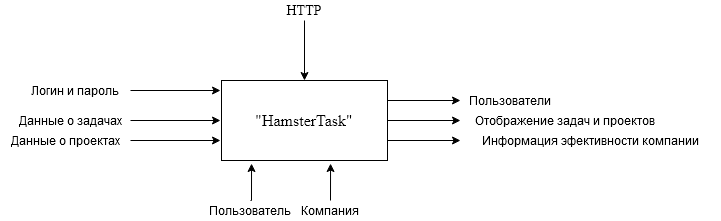 HTTP
Логин и пароль
Данные о задачах
Данные о проектах
"HamsterTask"
Пользователи
Отображение задач и проектов
Информация эфективности компании
Пользователь
Компания